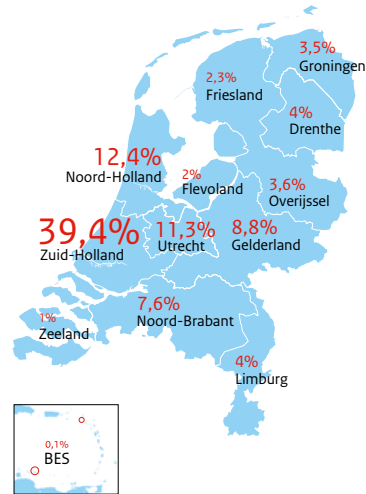 3,5%
Groningen
2,3%
Friesland
4%
Drenthe
12,4%
Noord-Holland
2%
Flevoland
3,6%
Overijssel
39,4%
Zuid-Holland
11,3%
Utrecht
8,8%
Gelderland
7,6%
Noord-Brabant
1%
Zeeland
4%
Limburg
0,1%
BES